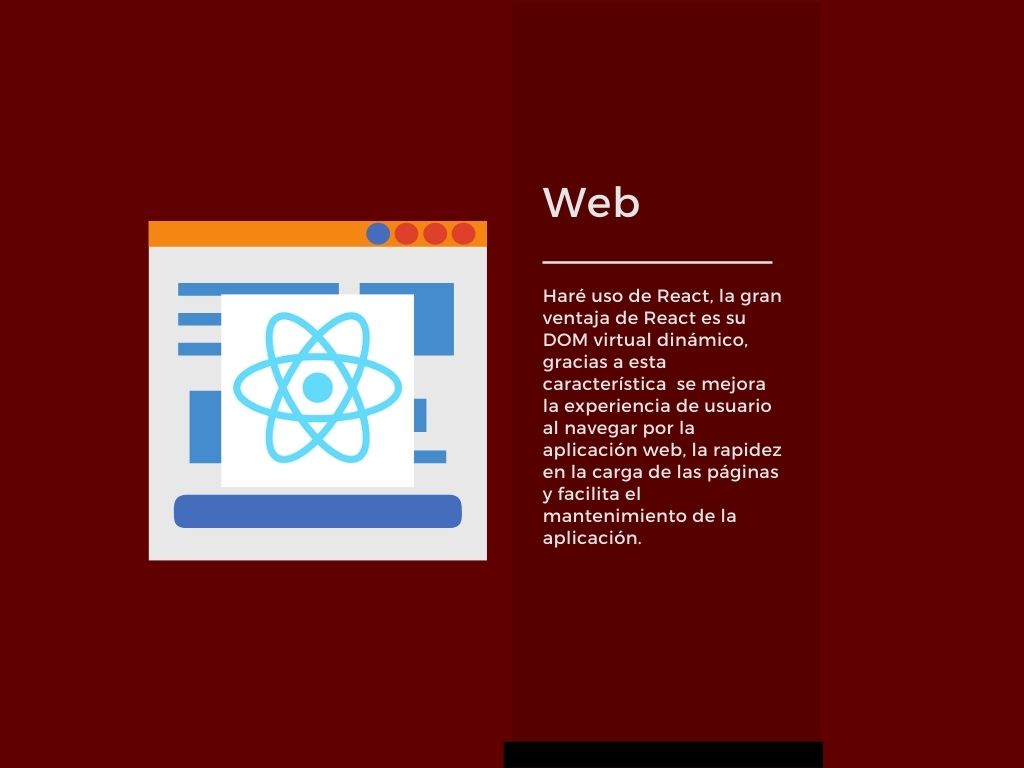 Web
Haré uso de React, la gran
ventaja de React es su
DOM virtual dinámico,
gracias a esta
característica  se mejora
la experiencia de usuario
al navegar por la
aplicación web, la rapidez
en la carga de las páginas
y facilita el
mantenimiento de la
aplicación.